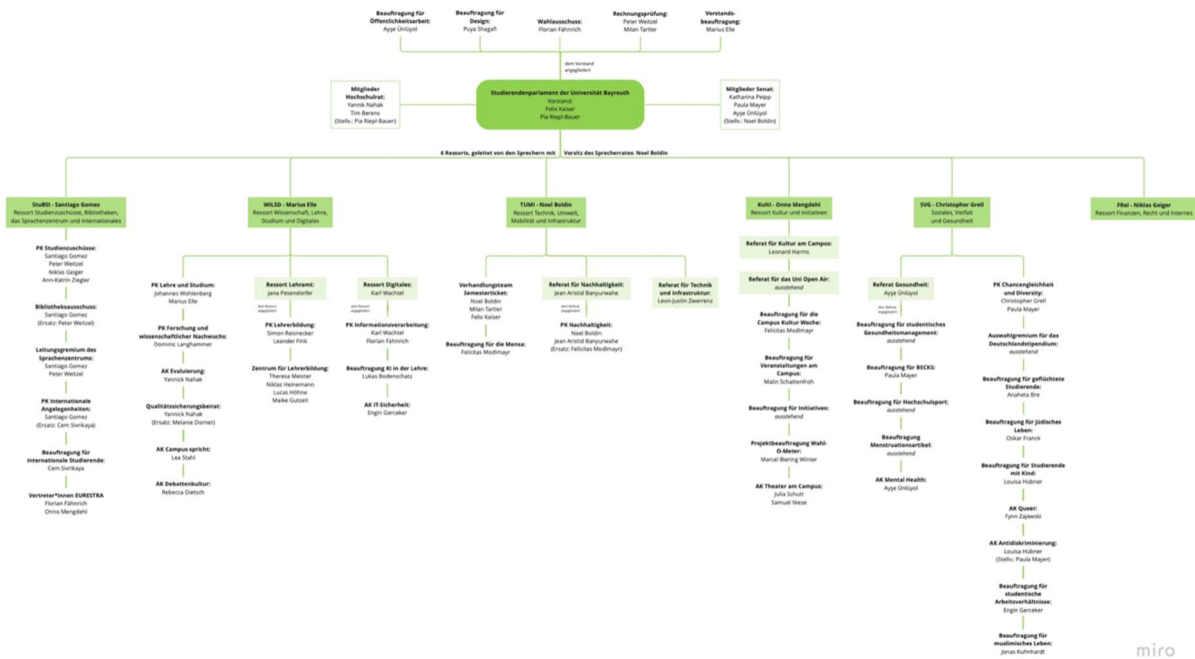 Beauftragung für
Öffentlichkeitsarbeit:
Ayşe Ünlüyol
Beauftragung für
Design:
Puya Shagafi
Wahlausschuss:
Florian Fähnrich
Rechnungsprüfung:
Peter Weitzel
Milan Tartler
Vorstands-
beauftragung:
Marius Elle
dem Vorstand
angegliedert
Mitglieder
Hochschulrat:
Yannik Nahak
Tim Berens
(Stellv.: Pia Riepl-Bauer)
Studierendenparlament der Universität Bayreuth
Vorstand
Felix Kaiser
Pia Riepl-Bauer
Mitglieder Senat:
Katharina Peipp
Paula Mayer
Ayşe Ünlüyol
(Stellv.: Noel Boldin)
6 Ressorts, geleitet von den Sprechern mit Vorsitz des Sprecherrates: Noel Boldin
StuBSI - Santiago Gomez
Ressort Studienzuschüsse, Bibliotheken,
das Sprachenzentrum und Internationales
PK Studienzuschüsse:
Santiago Gomez
Peter Weitzel
Niklas Geiger
Ann-Katrin Ziegler
Bibliotheksausschuss:
Santiago Gomez
(Ersatz: Peter Weitzel)
Leitungsgremium des
Sprachenzentrums:
Santiago Gomez
Peter Weitzel
PK Internationale
Angelegenheiten:
Santiago Gomez
(Ersatz: Cem Sivrikaya)
Beauftragung für
internationale Studierende:
Cem Sivrikaya
Vertreter*innen EURESTRA
Florian Fähnrich
Onno Mengdehl
WiLSD - Marius Elle
Ressort Wissenschaft, Lehre,
Studium und Digitales
PK Lehre und Studium:
Johannes Wohlenberg
Marius Elle
PK Forschung und
wissenschaftlicher Nachwuchs:
Dominic Langhammer
AK Evaluierung:
Yannick Nahak
Qualitätssicherungsbeirat:
Yannick Nahak
(Ersatz: Melanie Dorner)
AK Campus spricht:
Lea Stahl
AK Debattenkultur:
Rebecca Dietsch
Ressort Lehramt:
Jana Pesendorfer
dem Ressort
angegliedert
PK Lehrerbildung:
Simon Reisnecker
Leander Fink
Zentrum für Lehrerbildung:
Theresa Meister
Niklas Heinemann
Lucas Höhne
Maike Gutzeit
Ressort Digitales:
Karl Wachtel
dem Ressort
angegliedert
PK Informationsverarbeitung:
Karl Wachtel
Florian Fähnrich
Beauftragung KI in der Lehre:
Lukas Bodenschatz
AK IT-Sicherheit:
Engin Gerceker
TUMI - Noel Boldin
Ressort Technik, Umwelt,
Mobilität und Infrastruktur
Verhandlungsteam
Semesterticket:
Noel Boldin
Milan Tartler
Felix Kaiser
Beauftragung für die Mensa:
Felicitas Modlmayr
Referat für Nachhaltigkeit:
Jean Aristid Banyurwahe
dem Referat
angegliedert
PK Nachhaltigkeit:
Noel Boldin
Jean Aristid Banyurwahe
(Ersatz: Felicitas Modlmayr)
Referat für Technik
und Infrastruktur:
Leon-Justin Zwerrenz
KultI - Onno Mengdehl
Ressort Kultur und Initiativen
Referat für Kultur am Campus:
Leonard Harms
Referat für das Uni Open Air:
ausstehend
Beauftragung für die
Campus Kultur Woche:
Felicitas Modlmayr
Beauftragung für
Veranstaltungen am
Campus:
Malin Schattenfroh
Beauftragung für Initiativen:
ausstehend
Projektbeauftragung Wahl-
O-Meter:
Marcel Biering Winter
AK Theater am Campus:
Julia Schutt
Samuel Niese
SVG - Christopher Grell
Soziales, Vielfalt
und Gesundheit
Referat Gesundheit:
Ayşe Ünlüyol
dem Referat
angegliedert
Beauftragung für studentisches
Gesundheitsmanagement:
ausstehend
Beauftragung für BECKS:
Paula Mayer
Beauftragung für Hochschulsport:
ausstehend
Beauftragung
Menstruationsartikel:
ausstehend
AK Mental Health:
Ayşe Ünlüyol
PK Chancengleichheit
und Diversity:
Christopher Grell
Paula Mayer
Auswahlgremium für das
Deutschlandstipendium:
ausstehend
Beauftragung für geflüchtete
Studierende:
Anaheta Bre
Beauftragung für Jüdisches
Leben:
Oskar Franck
Beauftragung für Studierende
mit Kind:
Louisa Hübner
AK Queer:
Fynn Zajewski
AK Antidiskriminierung:
Louisa Hübner
(Stellv.: Paula Mayer)
Beauftragung für
studentische
Arbeitsverhältnisse:
Engin Gerceker
Beauftragung für
muslimisches Leben:
Jonas Kuhnhardt
FRet - Niklas Geiger
Ressort Finanzen, Recht und Internes
miro